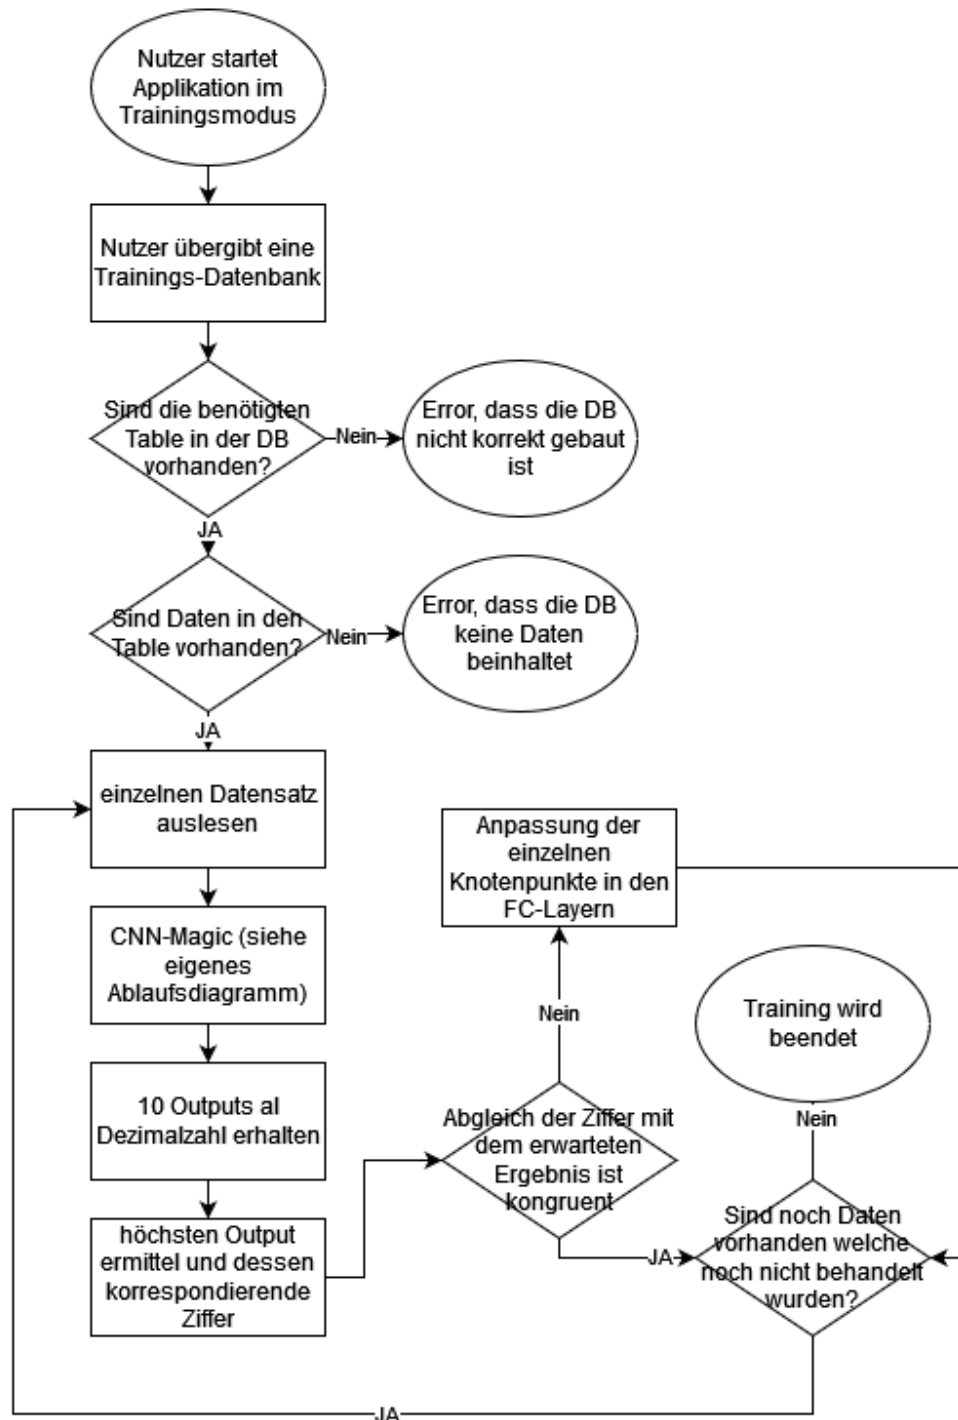 Nutzer startet
Applikation im
Trainingsmodus
Nutzer übergibt eine
Trainings-Datenbank
Sind die benötigten
Table in der DB
vorhanden?
Nein
Error, dass die DB
nicht korrekt gebaut
ist
JA
Sind Daten in den
Table vorhanden?
Nein
Error, dass die DB
keine Daten
beinhaltet
JA
einzelnen Datensatz
auslesen
CNN-Magic (siehe
eigenes
Ablaufsdiagramm)
10 Outputs al
Dezimalzahl erhalten
höchsten Output
ermittel und dessen
korrespondierende
Ziffer
Abgleich der Ziffer mit
dem erwarteten
Ergebnis ist
kongruent
Nein
Anpassung der
einzelnen
Knotenpunkte in den
FC-Layern
JA
Sind noch Daten
vorhanden welche
noch nicht behandelt
wurden?
Nein
Training wird
beendet
JA